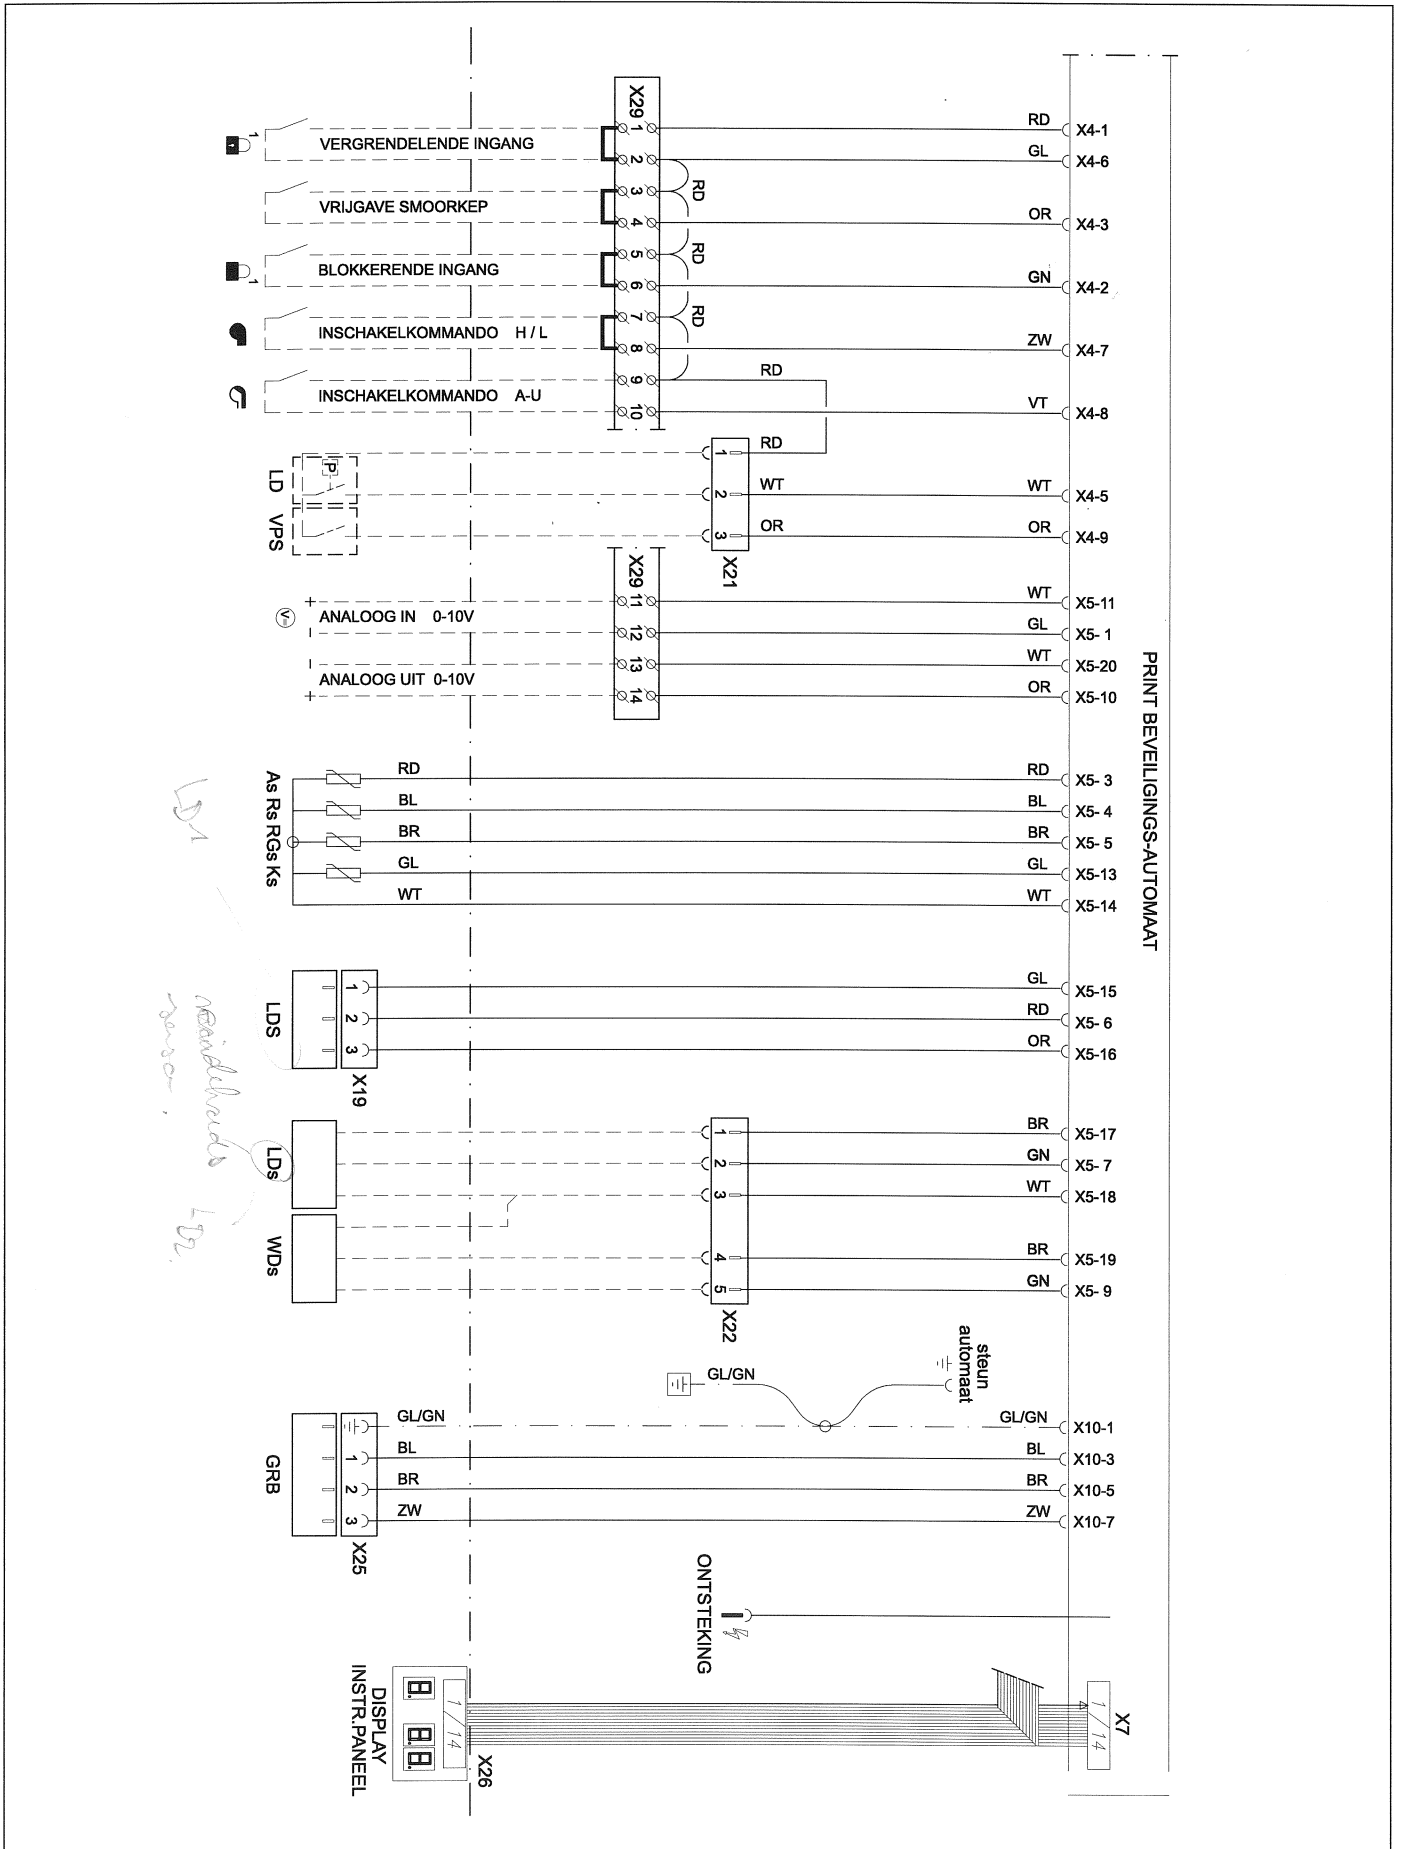 X29
1 RD X4-1
1 VERGRENDELENDE INGANG
2 GL X4-6
3 RD
VRIJGAVE SMOORKEP
4 OR X4-3
5 RD
1 BLOKKERENDE INGANG
6 GN X4-2
7 RD
INSCHAKELKOMMANDO H / L
8 ZW X4-7
9 RD
INSCHAKELKOMMANDO A-U
10 VT X4-8
1 RD
P
LD
2 WT WT X4-5
VPS
3 OR OR X4-9
X21
X29
+ 11 WT X5-11
V= ANALOOG IN 0-10V
12 GL X5- 1
13 WT X5-20
ANALOOG UIT 0-10V
+ 14 OR X5-10
PRINT BEVEILIGINGS-AUTOMAAT
As Rs RGs Ks
RD RD X5- 3
BL BL X5- 4
BR BR X5- 5
GL GL X5-13
WT WT X5-14
LD1
LDS
1 GL X5-15
2 RD X5- 6
3 OR X5-16
X19
sensor.
LDs
1 BR X5-17
2 GN X5- 7
3 WT X5-18
LD2.
WDs
4 BR X5-19
5 GN X5- 9
X22
steun
automaat
GL/GN
GL/GN GL/GN X10-1
1 BL BL X10-3
GRB
2 BR BR X10-5
3 ZW ZW X10-7
X25
ONTSTEKING
DISPLAY
INSTR.PANEEL
8 8 8
1/14
X26
1/14
X7